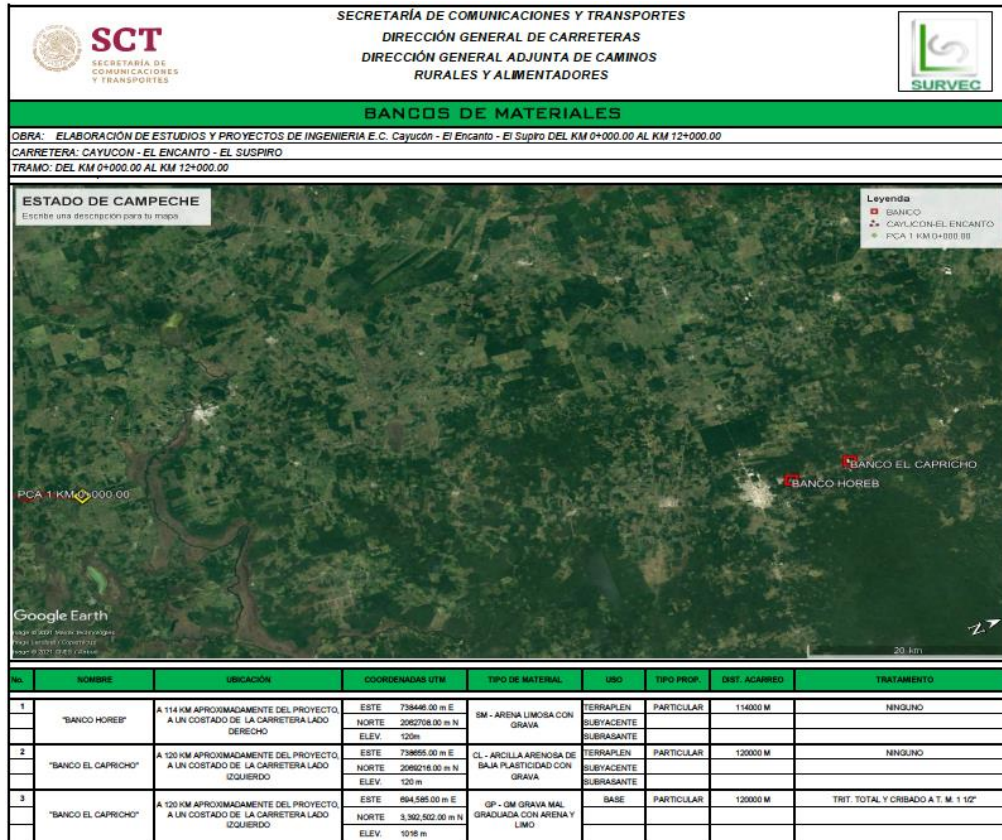 SCT
SECRETARÍA DE
COMUNICACIONES
Y TRANSPORTES
SECRETARÍA DE COMUNICACIONES Y TRANSPORTES
DIRECCIÓN GENERAL DE CARRETERAS
DIRECCIÓN GENERAL ADJUNTA DE CAMINOS
RURALES Y ALIMENTADORES
SURVEC
BANCOS DE MATERIALES
OBRA: ELABORACIÓN DE ESTUDIOS Y PROYECTOS DE INGENIERIA E.C. Cayucón - El Encanto - El Supiro DEL KM 0+000.00 AL KM 12+000.00
CARRETERA: CAYUCON - EL ENCANTO - EL SUSPIRO
TRAMO: DEL KM 0+000.00 AL KM 12+000.00
ESTADO DE CAMPECHE
Escribe una descripción para tu mapa
Leyenda
BANCO
CAYUCON-EL ENCANTO
PCA 1 KM 0+000.00
BANCO EL CAPRICHO
BANCO HOREB
PCA 1 KM 0+000.00
Google Earth
20 km
No. NOMBRE UBICACIÓN COORDENADAS UTM TIPO DE MATERIAL USO TIPO PROP. DIST. ACARREO TRATAMIENTO
1 "BANCO HOREB" A 114 KM APROXIMADAMENTE DEL PROYECTO, A UN COSTADO DE LA CARRETERA LADO DERECHO ESTE 738446.00 m E SM - ARENA LIMOSA CON GRAVA TERRAPLEN PARTICULAR 114000 M NINGUNO
NORTE 2062708.00 m N SUBYACENTE
ELEV. 120m SUBRASANTE
2 "BANCO EL CAPRICHO" A 120 KM APROXIMADAMENTE DEL PROYECTO, A UN COSTADO DE LA CARRETERA LADO IZQUIERDO ESTE 738655.00 m E CL - ARCILLA ARENOSA DE BAJA PLASTICIDAD CON GRAVA TERRAPLEN PARTICULAR 120000 M NINGUNO
NORTE 2069216.00 m N SUBYACENTE
ELEV. 120 m SUBRASANTE
3 "BANCO EL CAPRICHO" A 120 KM APROXIMADAMENTE DEL PROYECTO, A UN COSTADO DE LA CARRETERA LADO IZQUIERDO ESTE 694,585.00 m E GP - GM GRAVA MAL GRADUADA CON ARENA Y LIMO BASE PARTICULAR 120000 M TRIT. TOTAL Y CRIBADO A T. M. 1 1/2"
NORTE 3,392,502.00 m N
ELEV. 1016 m